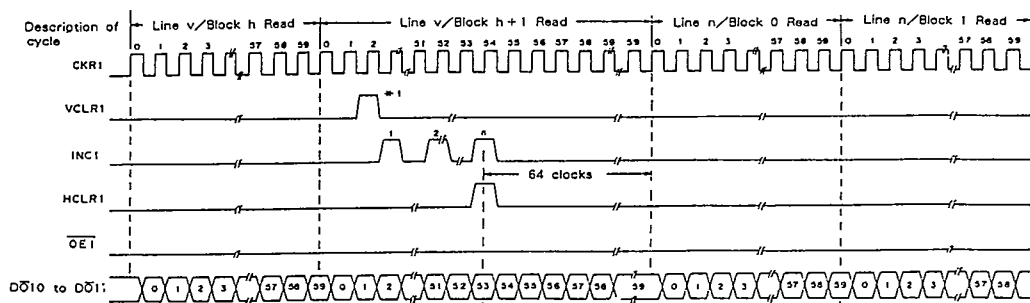 Description of cycle
Line v/Block h Read
Line v/Block h+1 Read
Line n/Block 0 Read
Line n/Block 1 Read
0 1 2 3 57 58 59 0 1 2 51 52 53 54 55 56 57 58 59 59 0 1 2 3 57 58 59 0 1 2 3 57 58 59
CKR1
VCLR1
#1
INC1
1 2 n
64 clocks
HCLR1
OE1
DO10 to DO17
0 1 2 3 57 58 59 0 1 2 51 52 53 54 55 56 57 58 59 0 1 2 3 57 58 59 0 1 2 3 57 58